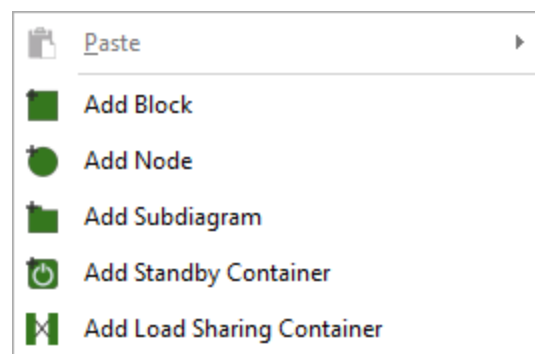 Paste
Add Block
Add Node
Add Subdiagram
Add Standby Container
Add Load Sharing Container